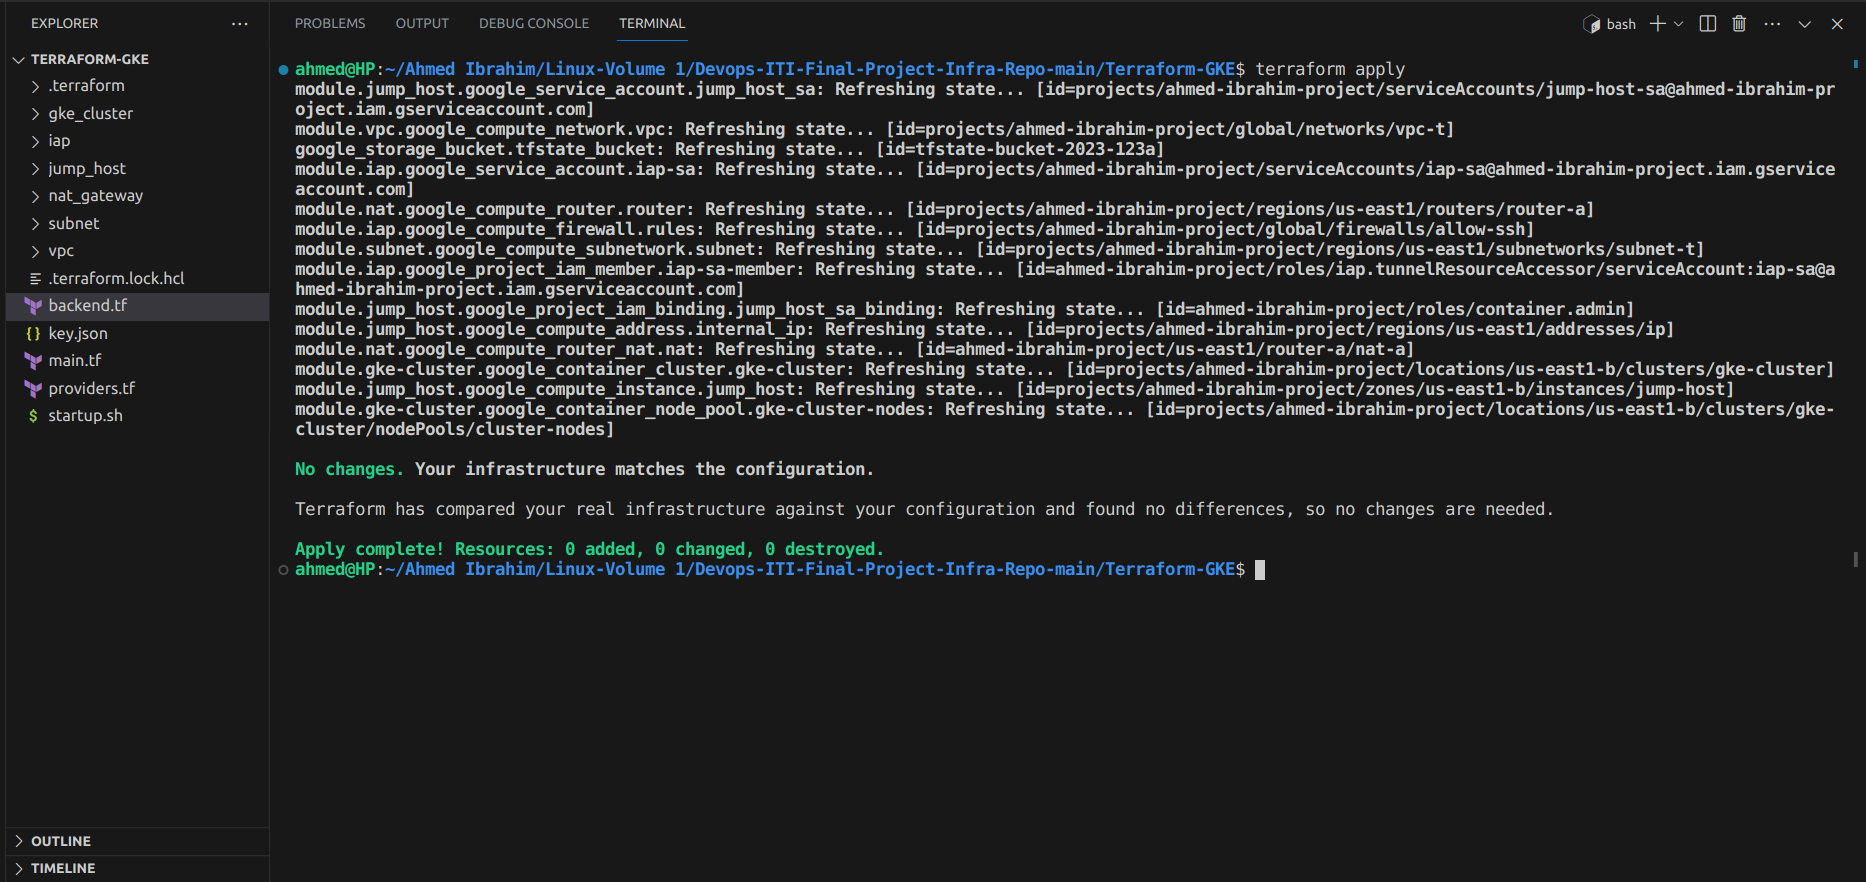 EXPLORER
TERRAFORM-GKE
.terraform
gke_cluster
iap
jump_host
nat_gateway
subnet
vpc
.terraform.lock.hcl
backend.tf
{} key.json
main.tf
providers.tf
$ startup.sh
OUTLINE
TIMELINE
PROBLEMS OUTPUT DEBUG CONSOLE TERMINAL
bash
ahmed@HP:~/Ahmed Ibrahim/Linux-Volume 1/Devops-ITI-Final-Project-Infra-Repo-main/Terraform-GKE$ terraform apply
module.jump_host.google_service_account.jump_host_sa: Refreshing state... [id=projects/ahmed-ibrahim-project/serviceAccounts/jump-host-sa@ahmed-ibrahim-pr
oject.iam.gserviceaccount.com]
module.vpc.google_compute_network.vpc: Refreshing state... [id=projects/ahmed-ibrahim-project/global/networks/vpc-t]
google_storage_bucket.tfstate_bucket: Refreshing state... [id=tfstate-bucket-2023-123a]
module.iap.google_service_account.iap-sa: Refreshing state... [id=projects/ahmed-ibrahim-project/serviceAccounts/iap-sa@ahmed-ibrahim-project.iam.gservice
account.com]
module.nat.google_compute_router.router: Refreshing state... [id=projects/ahmed-ibrahim-project/regions/us-east1/routers/router-a]
module.iap.google_compute_firewall.rules: Refreshing state... [id=projects/ahmed-ibrahim-project/global/firewalls/allow-ssh]
module.subnet.google_compute_subnetwork.subnet: Refreshing state... [id=projects/ahmed-ibrahim-project/regions/us-east1/subnetworks/subnet-t]
module.iap.google_project_iam_member.iap-sa-member: Refreshing state... [id=ahmed-ibrahim-project/roles/iap.tunnelResourceAccessor/serviceAccount:iap-sa@a
hmed-ibrahim-project.iam.gserviceaccount.com]
module.jump_host.google_project_iam_binding.jump_host_sa_binding: Refreshing state... [id=ahmed-ibrahim-project/roles/container.admin]
module.jump_host.google_compute_address.internal_ip: Refreshing state... [id=projects/ahmed-ibrahim-project/regions/us-east1/addresses/ip]
module.nat.google_compute_router_nat.nat: Refreshing state... [id=ahmed-ibrahim-project/us-east1/router-a/nat-a]
module.gke-cluster.google_container_cluster.gke-cluster: Refreshing state... [id=projects/ahmed-ibrahim-project/locations/us-east1-b/clusters/gke-cluster]
module.jump_host.google_compute_instance.jump_host: Refreshing state... [id=projects/ahmed-ibrahim-project/zones/us-east1-b/instances/jump-host]
module.gke-cluster.google_container_node_pool.gke-cluster-nodes: Refreshing state... [id=projects/ahmed-ibrahim-project/locations/us-east1-b/clusters/gke-
cluster/nodePools/cluster-nodes]
No changes. Your infrastructure matches the configuration.
Terraform has compared your real infrastructure against your configuration and found no differences, so no changes are needed.
Apply complete! Resources: 0 added, 0 changed, 0 destroyed.
ahmed@HP:~/Ahmed Ibrahim/Linux-Volume 1/Devops-ITI-Final-Project-Infra-Repo-main/Terraform-GKE$